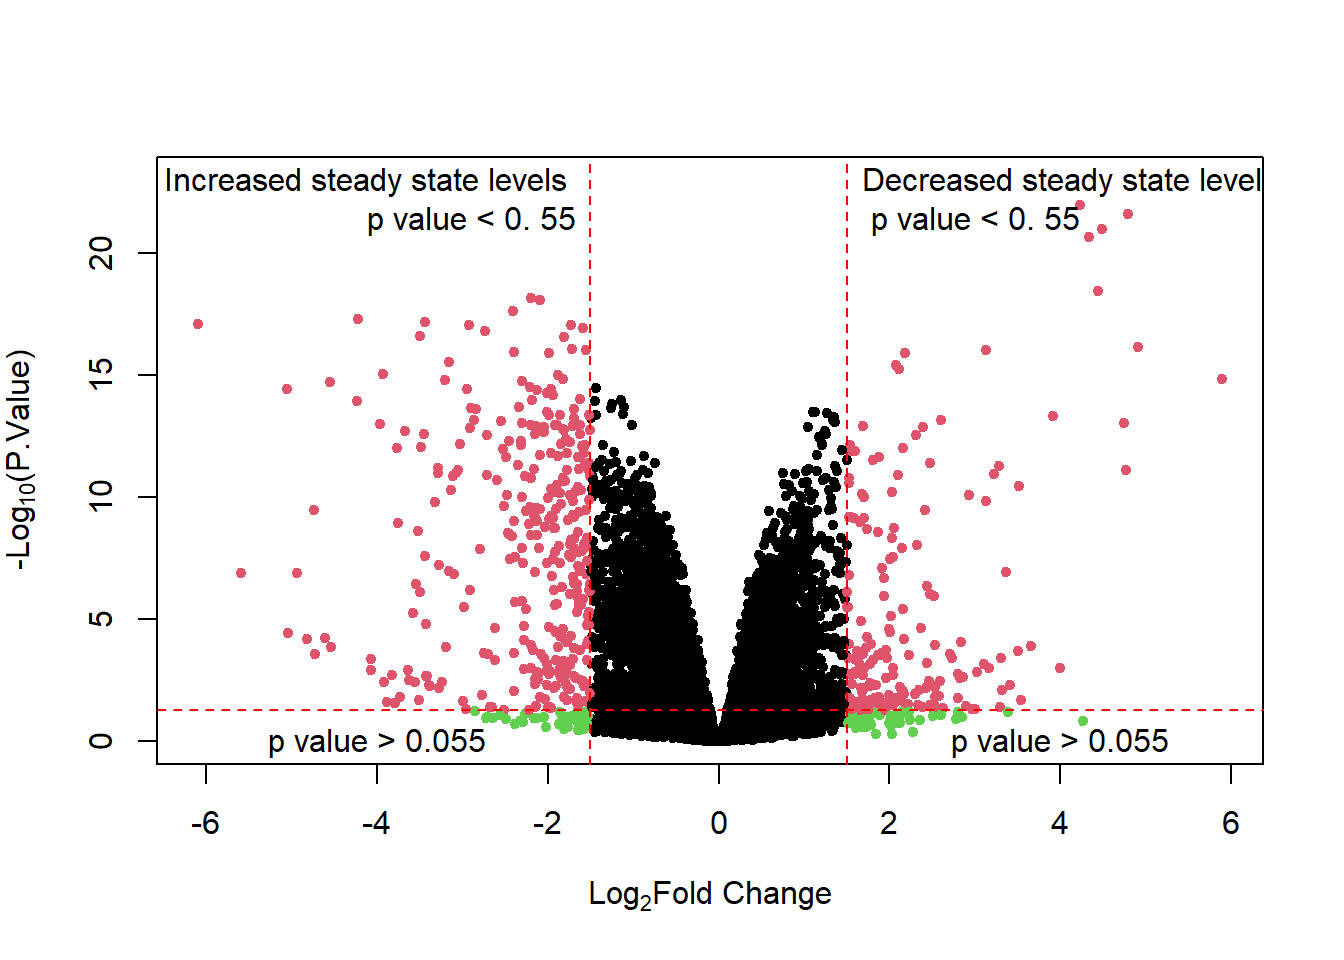 Increased steady state levels
Decreased steady state level
p value < 0. 55
p value < 0. 55
20
15
10
5
0
-Log10(P.Value)
p value > 0.055
p value > 0.055
-6
-4
-2
0
2
4
6
Log2Fold Change